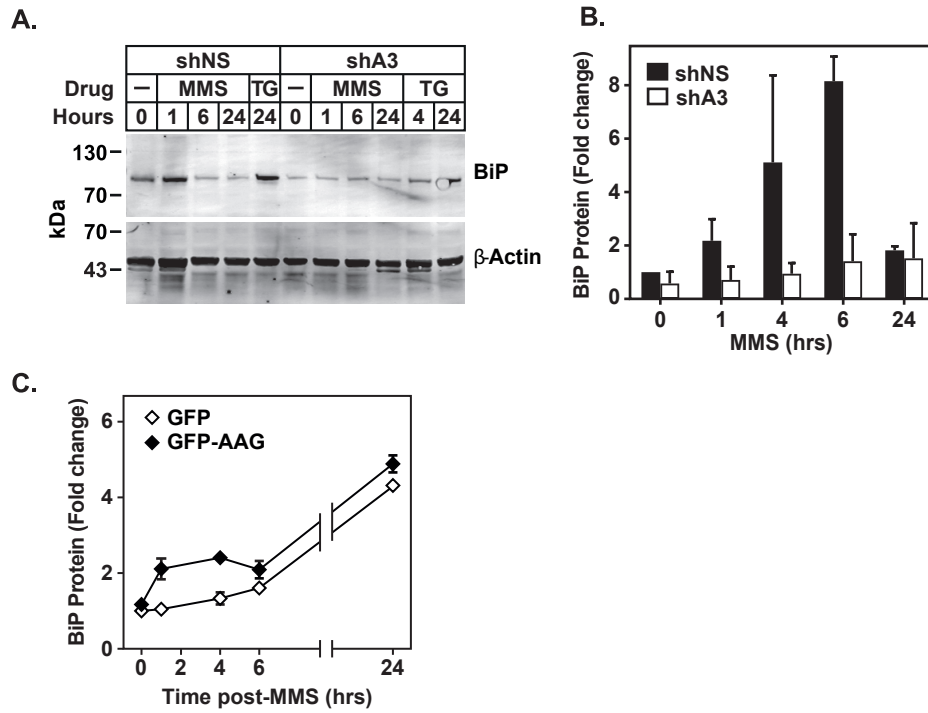 A.
shNS shA3
Drug – MMS TG – MMS TG
Hours 0 1 6 24 24 0 1 6 24 4 24
kDa
130
70
BiP
70
43
β-Actin
B.
BiP Protein (Fold change)
8
6
4
2
0
shNS
shA3
0 1 4 6 24
MMS (hrs)
C.
BiP Protein (Fold change)
6
4
2
0
GFP
GFP-AAG
0 2 4 6 24
Time post-MMS (hrs)